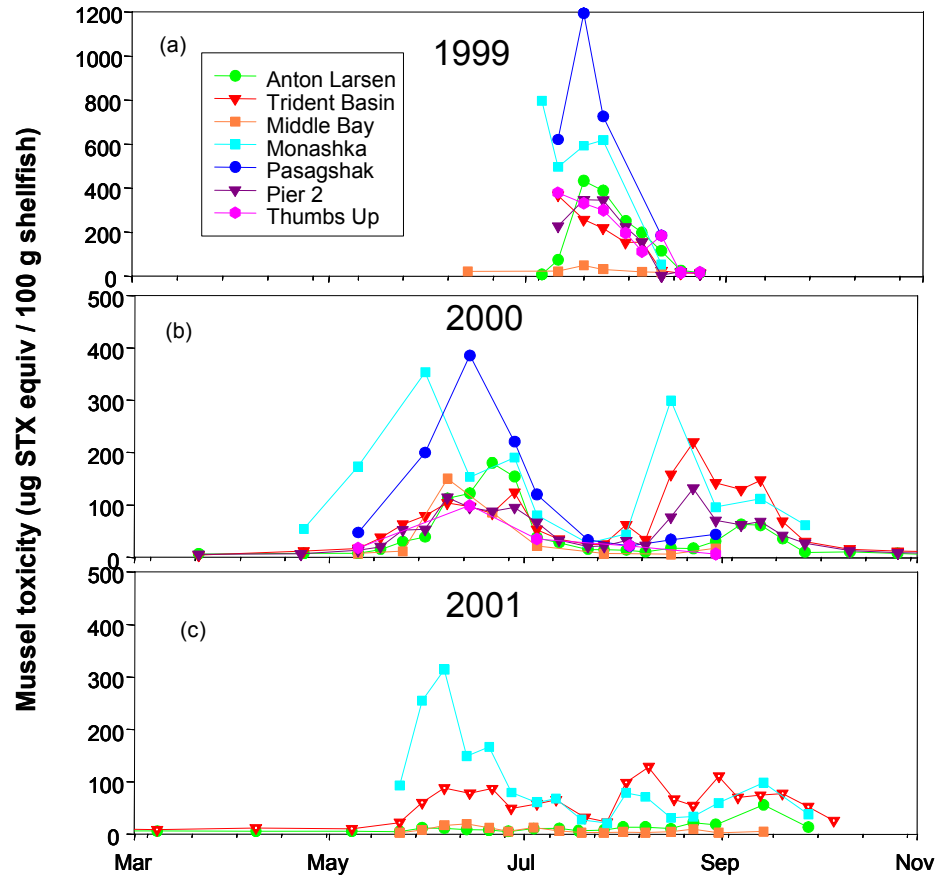 Mussel toxicity (ug STX equiv / 100 g shellfish)
(a)
1999
1200
1000
800
600
400
200
0
Anton Larsen
Trident Basin
Middle Bay
Monashka
Pasagshak
Pier 2
Thumbs Up
(b)
2000
500
400
300
200
100
0
(c)
2001
500
400
300
200
100
0
Mar May Jul Sep Nov